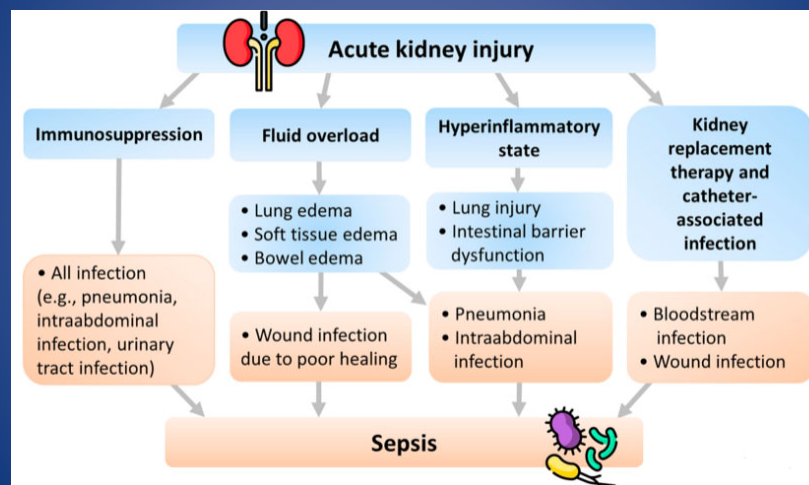 Acute kidney injury
Immunosuppression
Fluid overload
Hyperinflammatory
state
Kidney
replacement
therapy and
catheter-
associated
infection
• Lung edema
• Soft tissue edema
• Bowel edema
• Lung injury
• Intestinal barrier
dysfunction
• All infection
(e.g., pneumonia,
intraabdominal
infection, urinary
tract infection)
• Wound infection
due to poor healing
• Pneumonia
• Intraabdominal
infection
• Bloodstream
infection
• Wound infection
Sepsis